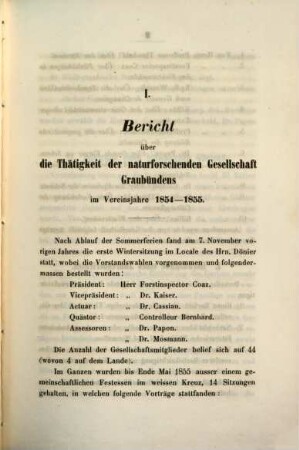 I.
Bericht
über
die Thätigkeit der naturforschenden Gesellschaft
Graubündens
im Vereinsjahre 1854—1855.
Nach Ablauf der Sommerferien fand am 7. November vo-
rigen Jahres die erste Wintersitzung im Locale des Hrn. Dönier
statt, wobei die Vorstandswahlen vorgenommen und folgender-
massen bestellt wurden:
Präsident: Herr Forstinspector Coaz.
Vicepräsident: „ Dr. Kaiser.
Actuar: „ Dr. Cassian.
Quästor: „ Controlleur Bernhard.
Assessoren: „ Dr. Papon.
„ Dr. Mosmann.
Die Anzahl der Gesellschaftsmitglieder belief sich auf 44
(wovon 4 auf dem Lande).
Im Ganzen wurden bis Ende Mai 1855 ausser einem ge-
meinschaftlichen Festessen im weissen Kreuz, 14 Sitzungen
gehalten, in welchen folgende Vorträge stattfanden: